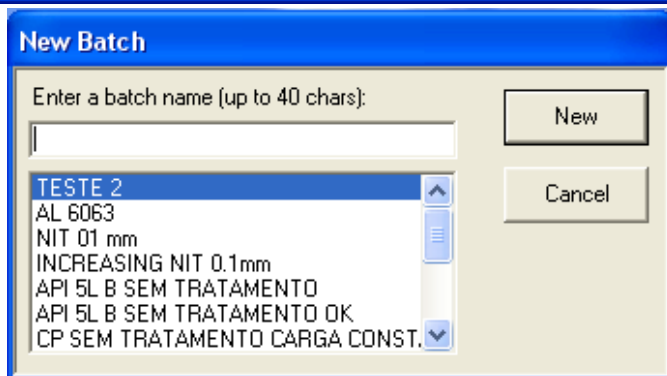 New Batch
Enter a batch name (up to 40 chars):
New
TESTE 2
Cancel
AL 6063
NIT 01 mm
INCREASING NIT 0.1mm
API 5L B SEM TRATAMENTO
API 5L B SEM TRATAMENTO OK
CP SEM TRATAMENTO CARGA CONST.